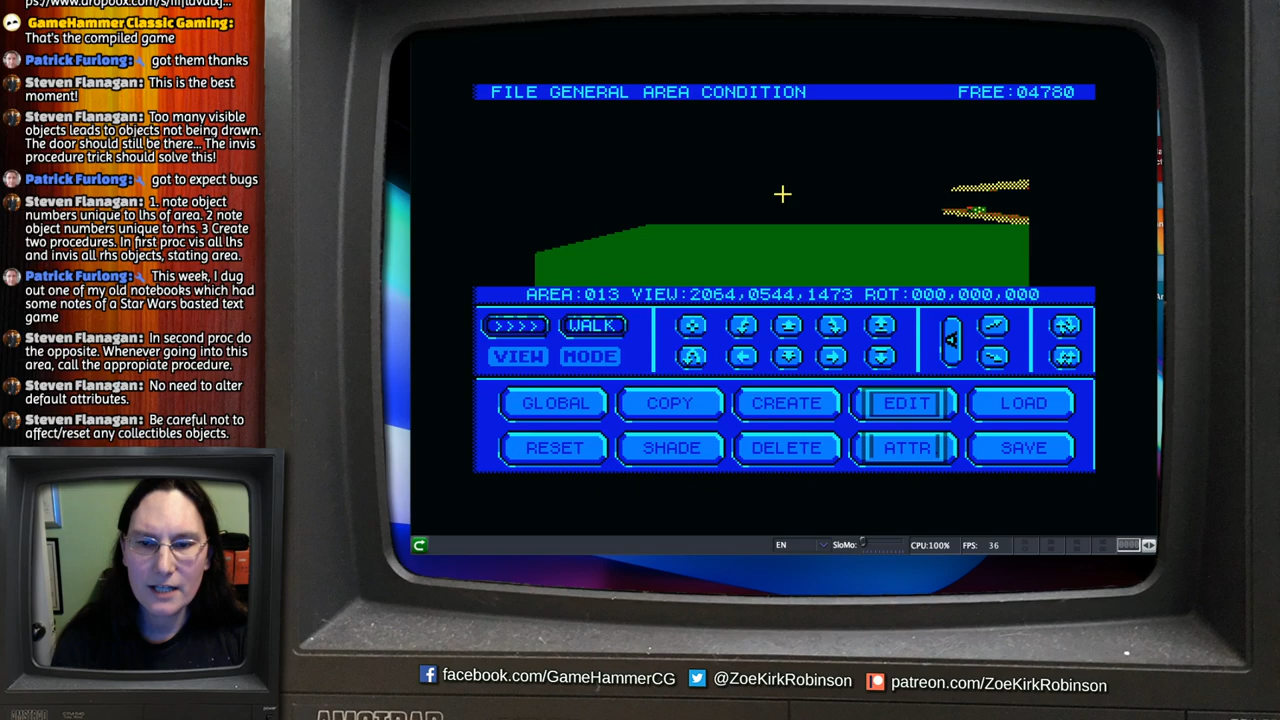 GameHammer Classic Gaming:
That's the compiled game
Patrick Furlong: got them thanks
Steven Flanagan: This is the best
moment!
Steven Flanagan: Too many visible
objects leads to objects not being drawn.
The door should still be there... The invis
procedure trick should solve this!
Patrick Furlong: got to expect bugs
Steven Flanagan: 1. note object
numbers unique to lhs of area. 2 note
object numbers unique to rhs. 3 Create
two procedures. In first proc vis all lhs
and invis all rhs objects, stating area.
Patrick Furlong: This week, I dug
out one of my old notebooks which had
some notes of a Star Wars basted text
game
Steven Flanagan: In second proc do
the opposite. Whenever going into this
area, call the appropiate procedure.
Steven Flanagan: No need to alter
default attributes.
Steven Flanagan: Be careful not to
affect/reset any collectibles objects.
FILE GENERAL AREA CONDITION FREE:04780
AREA:013 VIEW:2064,0544,1473 ROT:000,000,000
>>>> WALK
VIEW MODE
GLOBAL COPY CREATE EDIT LOAD
RESET SHADE DELETE ATTR SAVE
EN SloMo: CPU:100% FPS: 36
facebook.com/GameHammerCG @ZoeKirkRobinson patreon.com/ZoeKirkRobinson